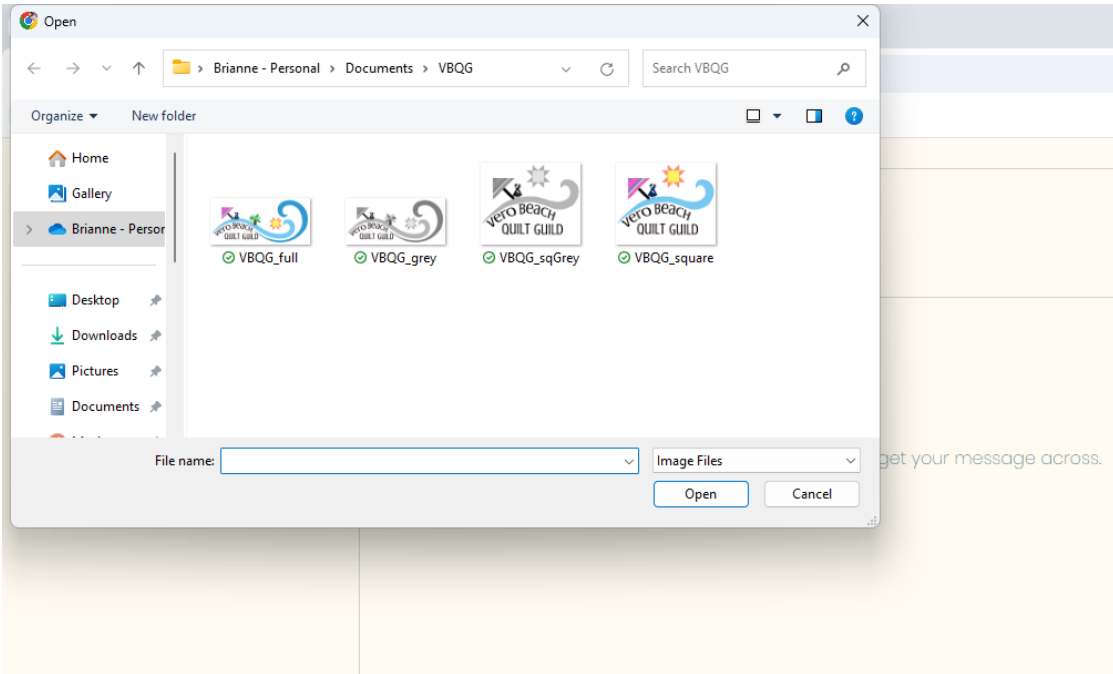 Open
Brianne - Personal > Documents > VBQG
Search VBQG
Organize
New folder
Home
Gallery
Brianne - Person
Desktop
Downloads
Pictures
Documents
VERO BEACH
QUILT GUILD
VBQG_full
VERO BEACH
QUILT GUILD
VBQG_grey
VERO BEACH
QUILT GUILD
VBQG_sqGrey
VERO BEACH
QUILT GUILD
VBQG_square
File name:
Image Files
Open
Cancel
get your message across.